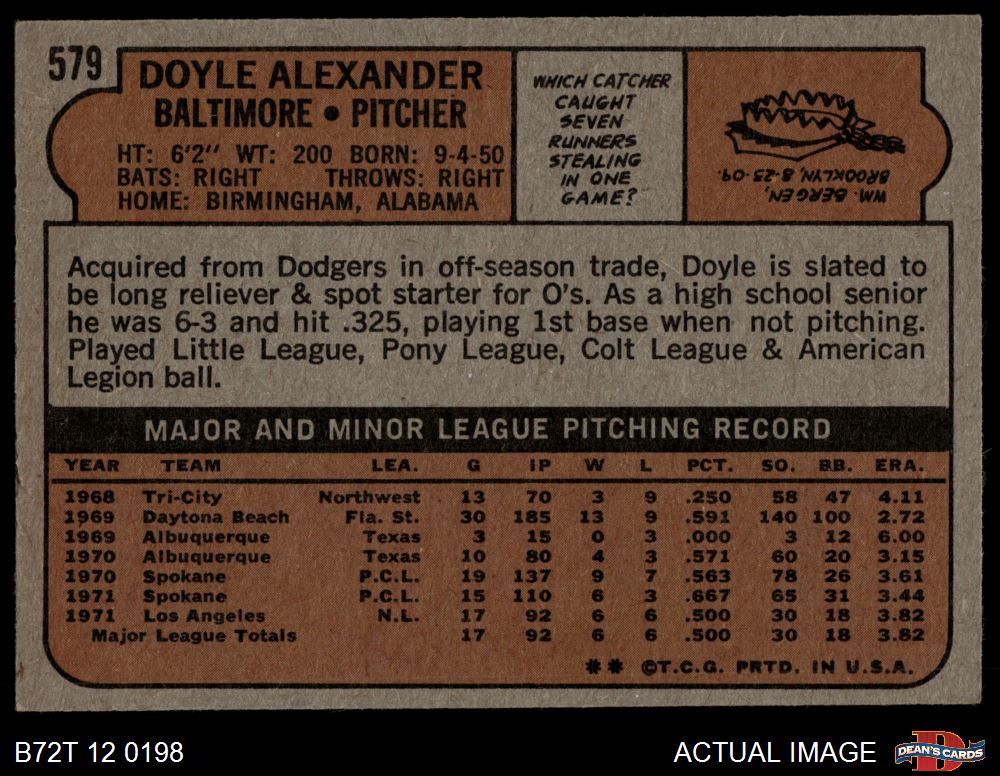 579
DOYLE ALEXANDER
BALTIMORE • PITCHER
HT: 6'2" WT: 200 BORN: 9-4-50
BATS: RIGHT THROWS: RIGHT
HOME: BIRMINGHAM, ALABAMA
WHICH CATCHER
CAUGHT
SEVEN
RUNNERS
STEALING
IN ONE
GAME?
WM. BERGEN,
BROOKLYN 8-25-09.
Acquired from Dodgers in off-season trade, Doyle is slated to
be long reliever & spot starter for O's. As a high school senior
he was 6-3 and hit .325, playing 1st base when not pitching.
Played Little League, Pony League, Colt League & American
Legion ball.
MAJOR AND MINOR LEAGUE PITCHING RECORD
YEAR TEAM LEA. G IP W L PCT. SO. BB. ERA.
1968 Tri-City Northwest 13 70 3 9 .250 58 47 4.11
1969 Daytona Beach Fla. St. 30 185 13 9 .591 140 100 2.72
1969 Albuquerque Texas 3 15 0 3 .000 3 12 6.00
1970 Albuquerque Texas 10 80 4 3 .571 60 20 3.15
1970 Spokane P.C.L. 19 137 9 7 .563 78 26 3.61
1971 Spokane P.C.L. 15 110 6 3 .667 65 31 3.44
1971 Los Angeles N.L. 17 92 6 6 .500 30 18 3.82
Major League Totals 17 92 6 6 .500 30 18 3.82
** ©T.C.G. PRTD. IN U.S.A.
B72T 12 0198
ACTUAL IMAGE
DEAN'S CARDS